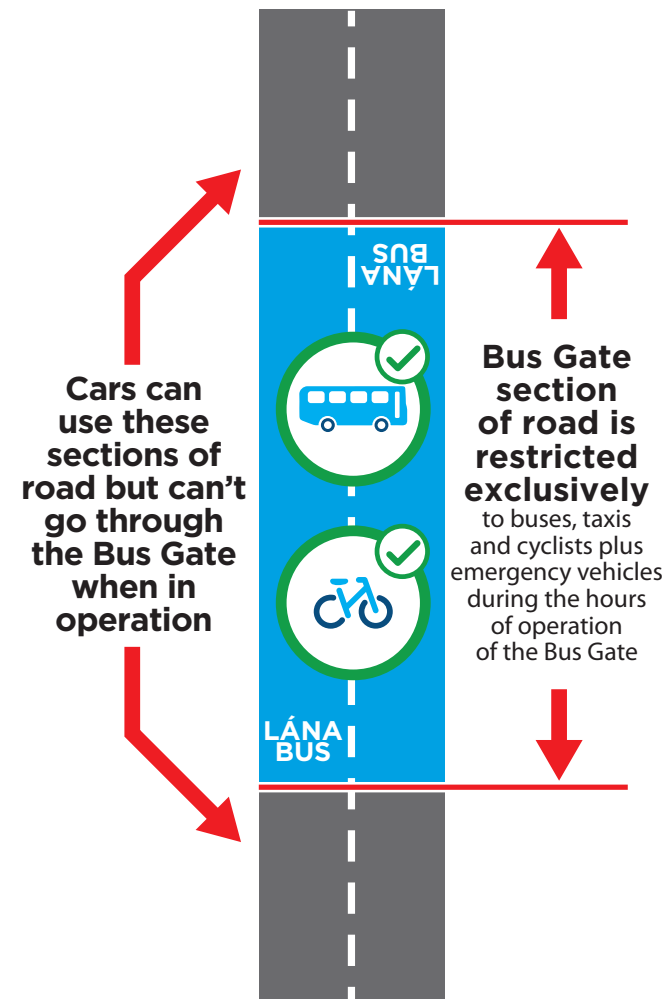 LÁNA
BUS
Cars can
use these
sections of
road but can’t
go through
the Bus Gate
when in
operation
Bus Gate
section
of road is
restricted
exclusively
to buses, taxis
and cyclists plus
emergency vehicles
during the hours
of operation
of the Bus Gate
LÁNA
BUS